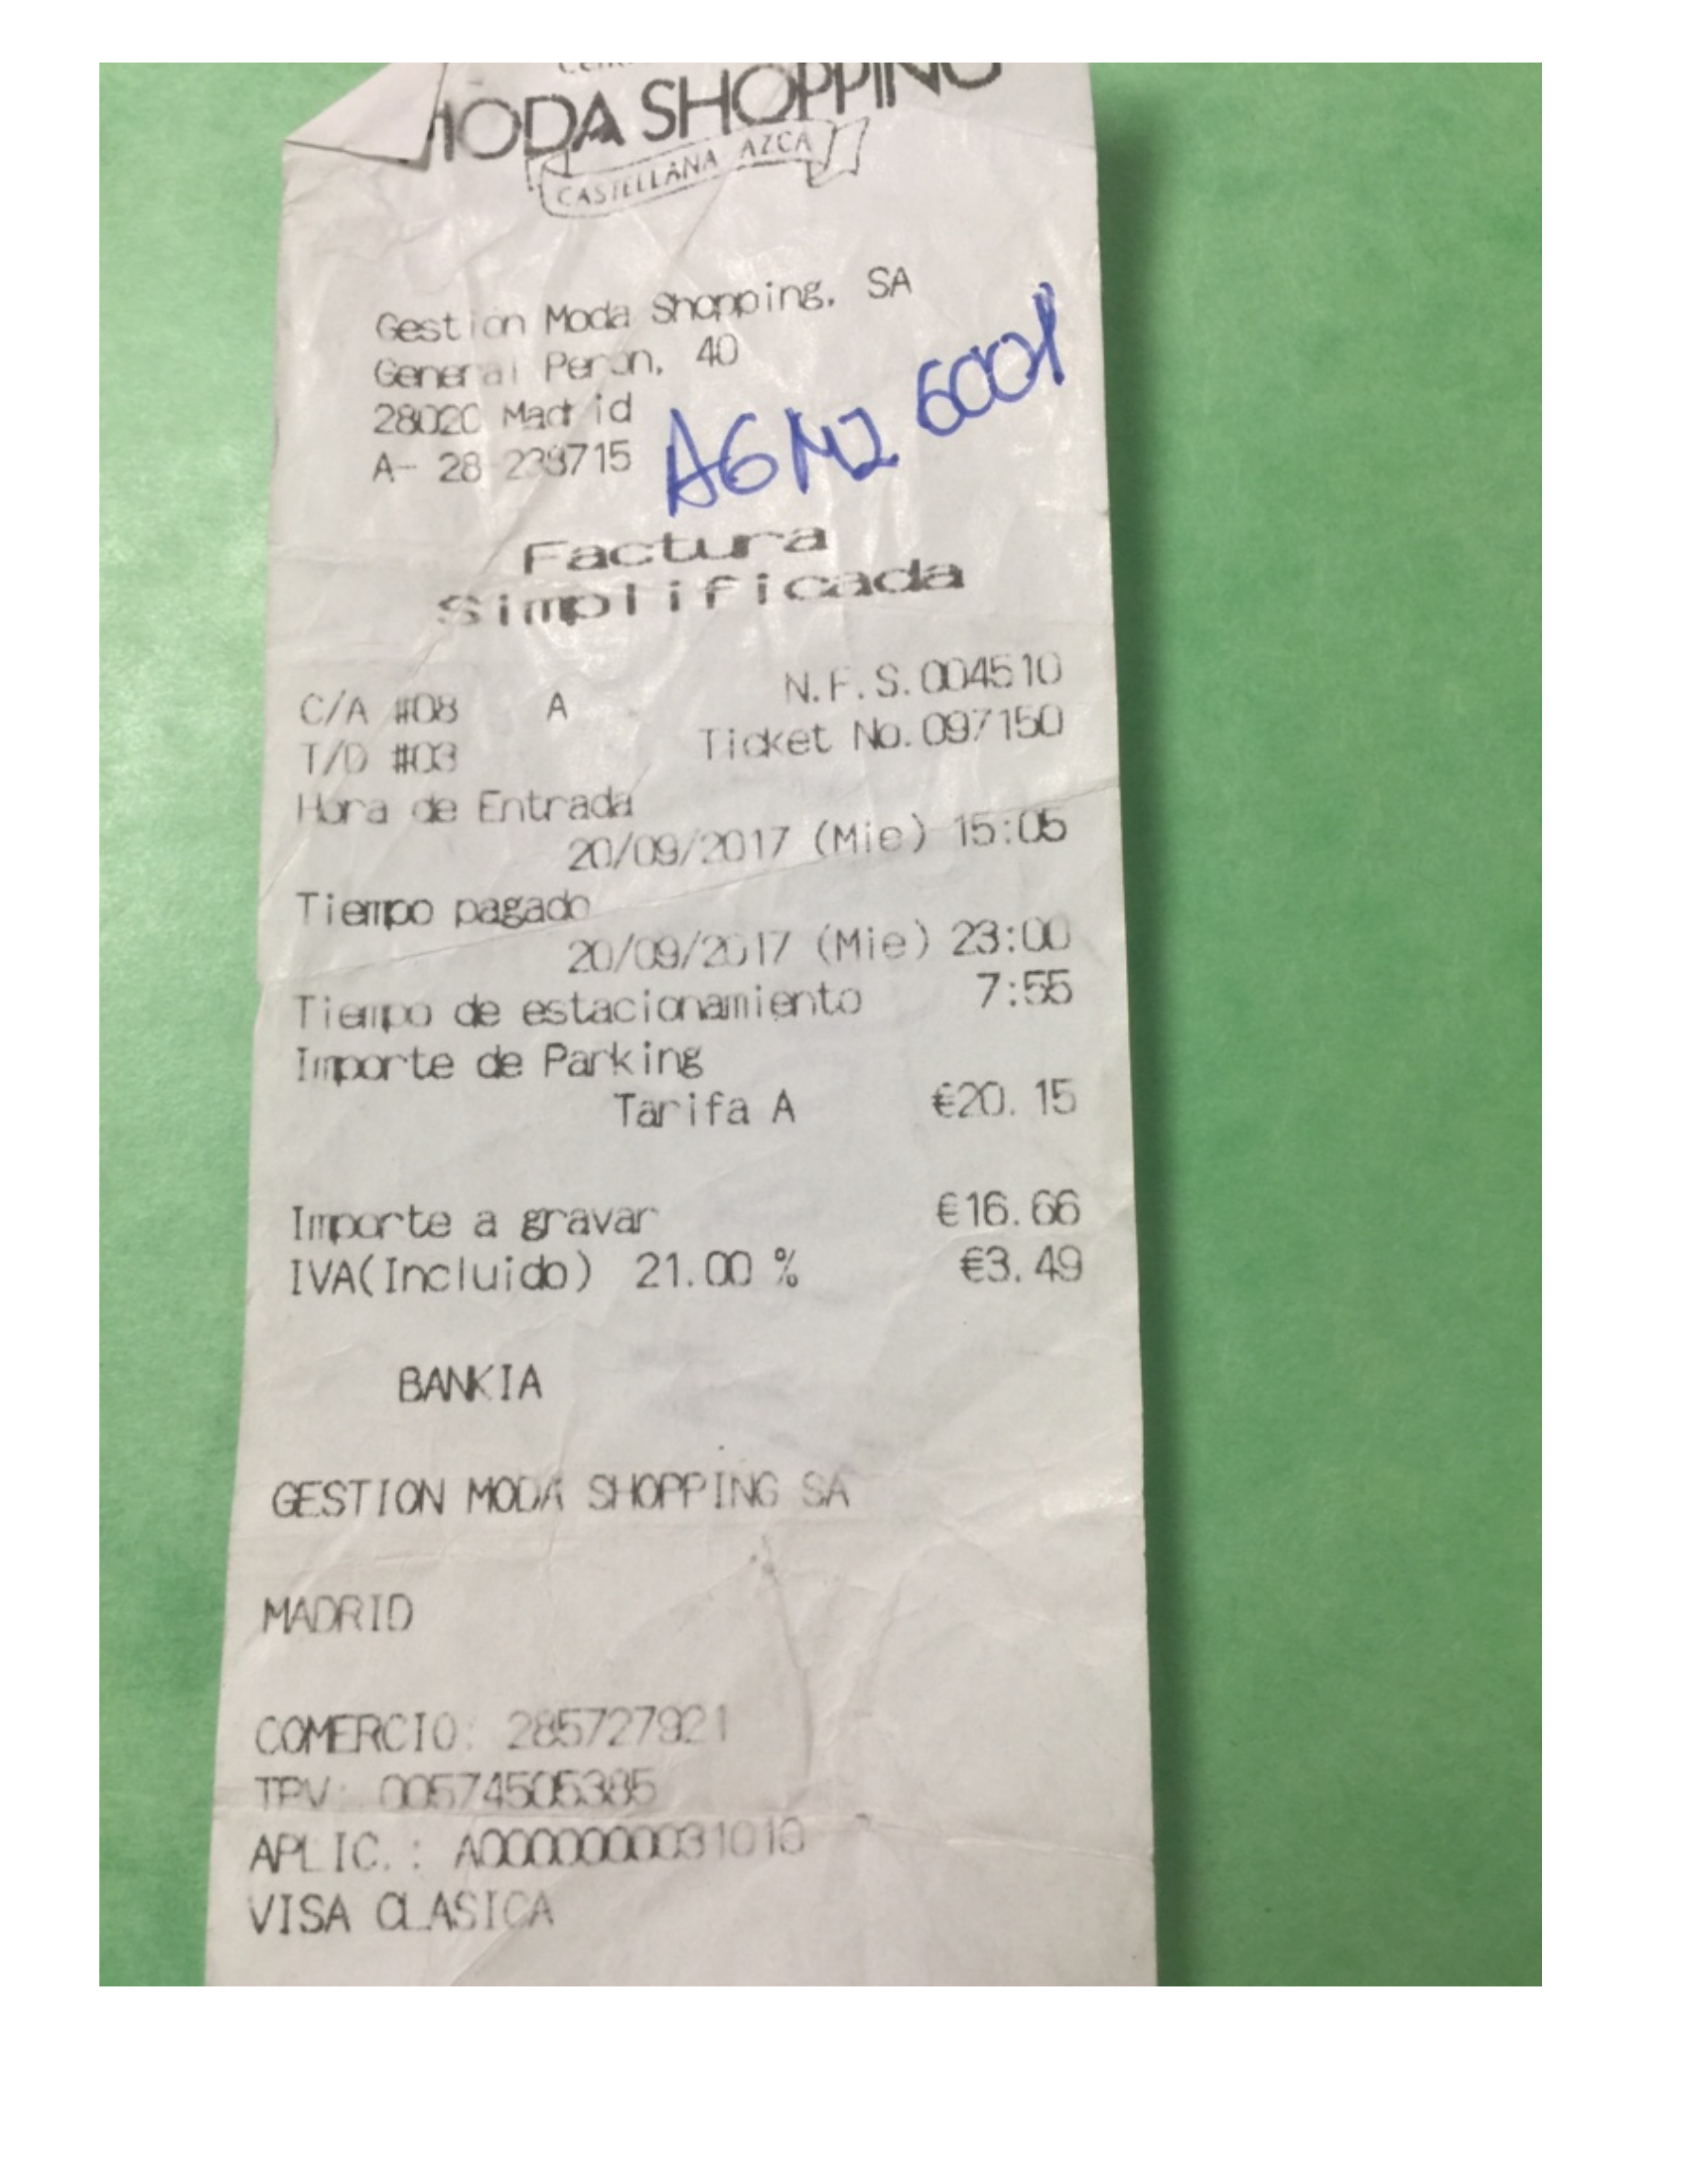 MODA SHOPPING
CASTELLANA AZCA
Gestión Moda Shopping, SA
General Peron, 40
28020 Madrid
A- 28-239715
A6M2 6001
Factura
Simplificada
C/A #08 A N.F.S.004510
T/D #03 Ticket No.097150
Hora de Entrada
20/09/2017 (Mie) 15:05
Tiempo pagado
20/09/2017 (Mie) 23:00
Tiempo de estacionamiento 7:55
Importe de Parking
Tarifa A €20.15
Importe a gravar €16.66
IVA(Incluido) 21.00 % €3.49
BANKIA
GESTION MODA SHOPPING SA
MADRID
COMERCIO: 285727921
TPV: 00574505385
APLIC.: A0000000031010
VISA CLASICA